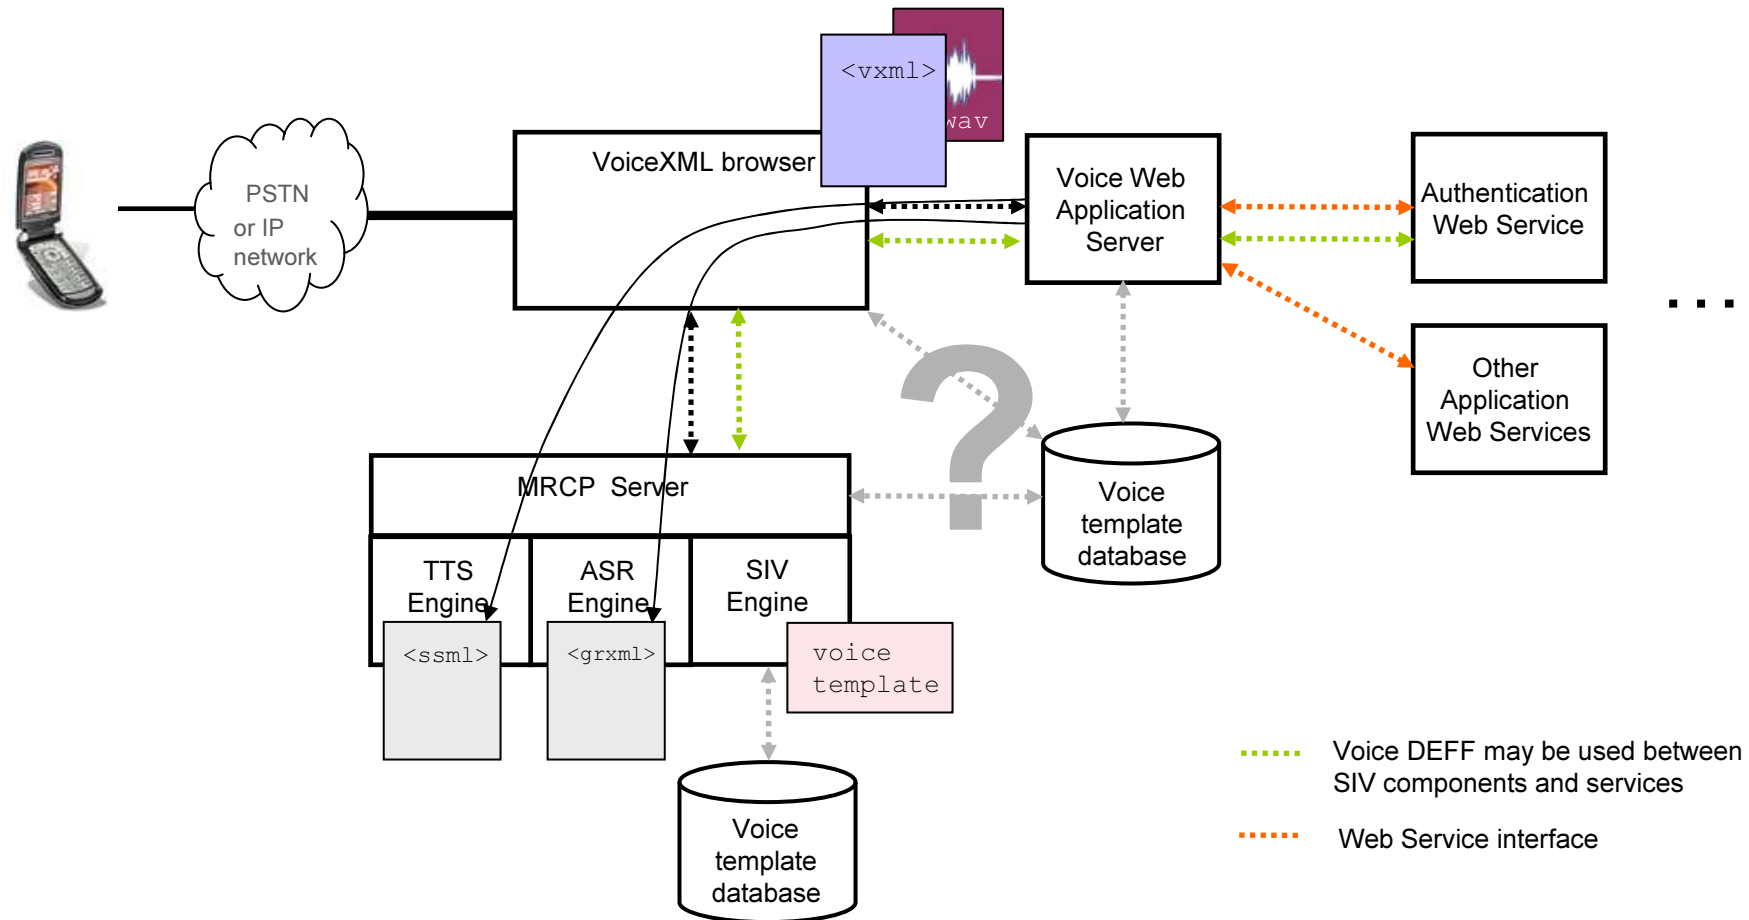 <vxml>
wav
VoiceXML browser
PSTN
or IP
network
Voice Web
Application
Server
Authentication
Web Service
. . .
Other
Application
Web Services
?
MRCP Server
TTS
Engine
ASR
Engine
SIV
Engine
<ssml>
<grxml>
voice
template
Voice
template
database
Voice
template
database
Voice DEFF may be used between
SIV components and services
Web Service interface